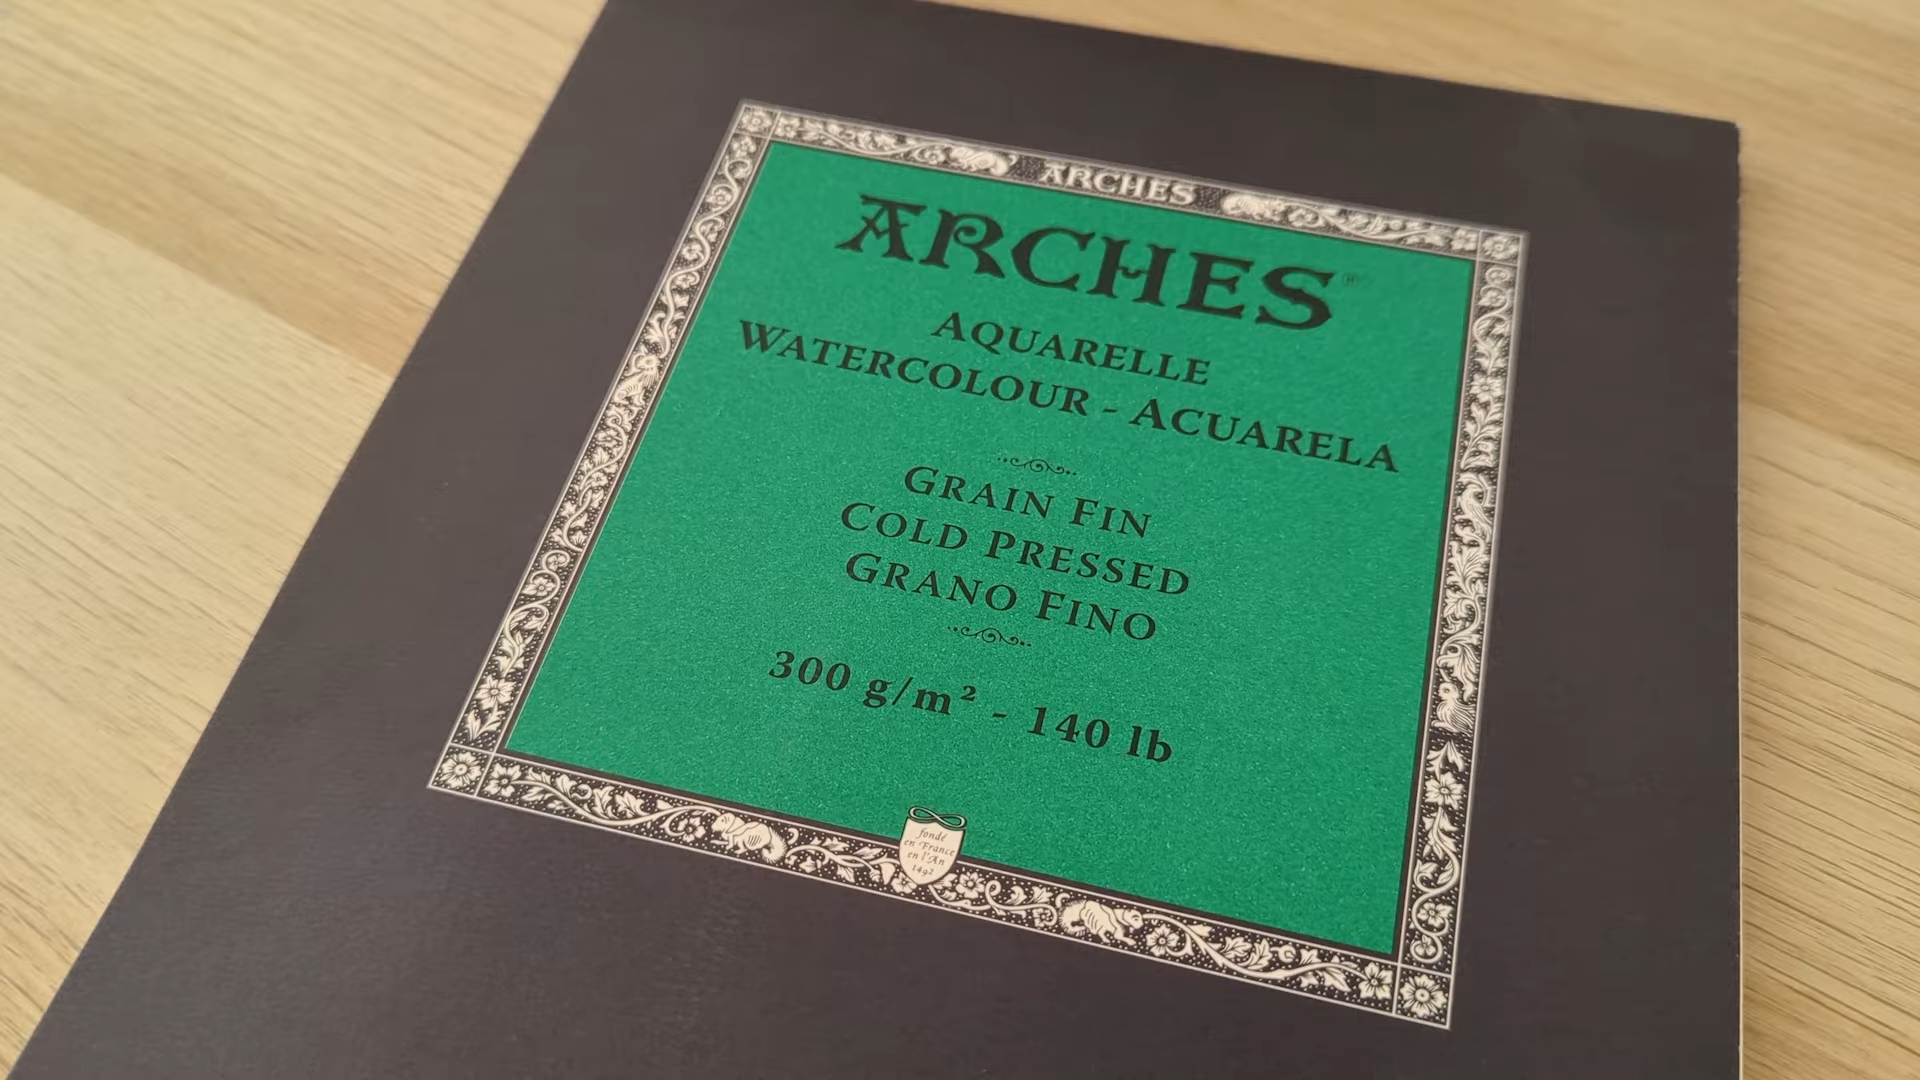 ARCHES
ARCHES®
AQUARELLE
WATERCOLOUR - ACUARELA
GRAIN FIN
COLD PRESSED
GRANO FINO
300 g/m² - 140 lb
fondé
en France
en l'An
1492